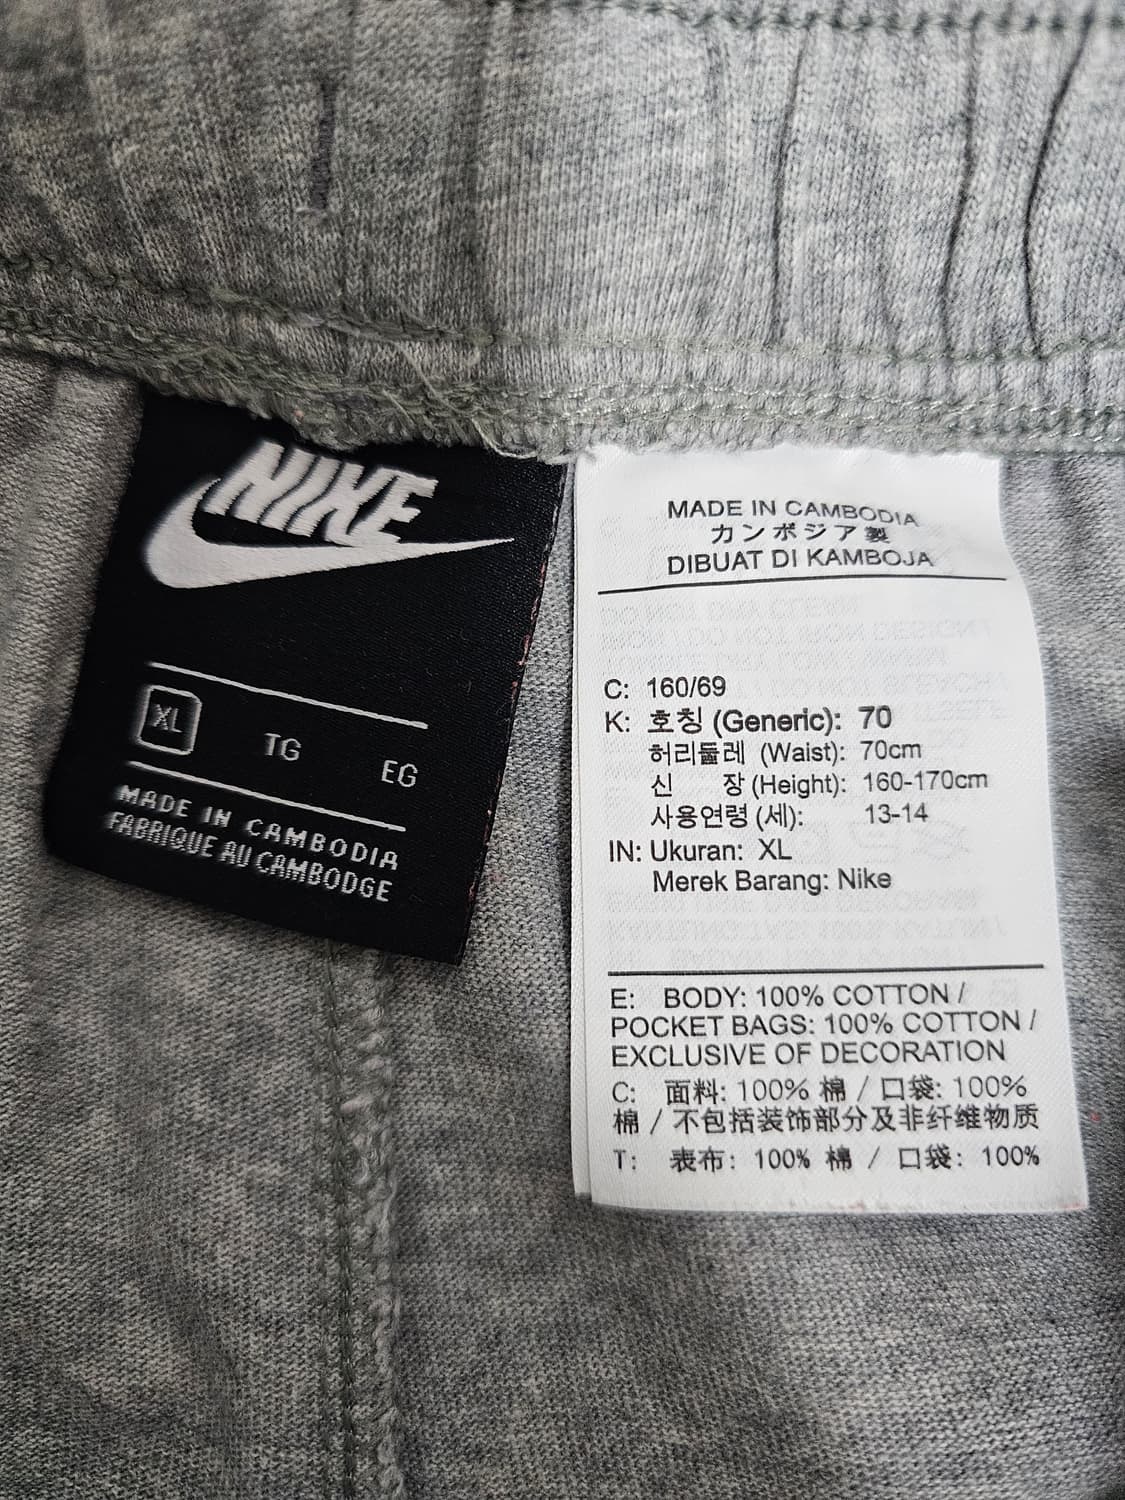 NIKE
XL TG EG
MADE IN CAMBODIA
FABRIQUE AU CAMBODGE
MADE IN CAMBODIA
カンボジア製
DIBUAT DI KAMBOJA
C: 160/69
K: 호칭 (Generic): 70
허리둘레 (Waist): 70cm
신 장 (Height): 160-170cm
사용연령 (세): 13-14
IN: Ukuran: XL
Merek Barang: Nike
E: BODY: 100% COTTON /
POCKET BAGS: 100% COTTON /
EXCLUSIVE OF DECORATION
C: 面料: 100% 棉 / 口袋: 100%
棉 / 不包括装饰部分及非纤维物质
T: 表布: 100% 棉 / 口袋: 100%